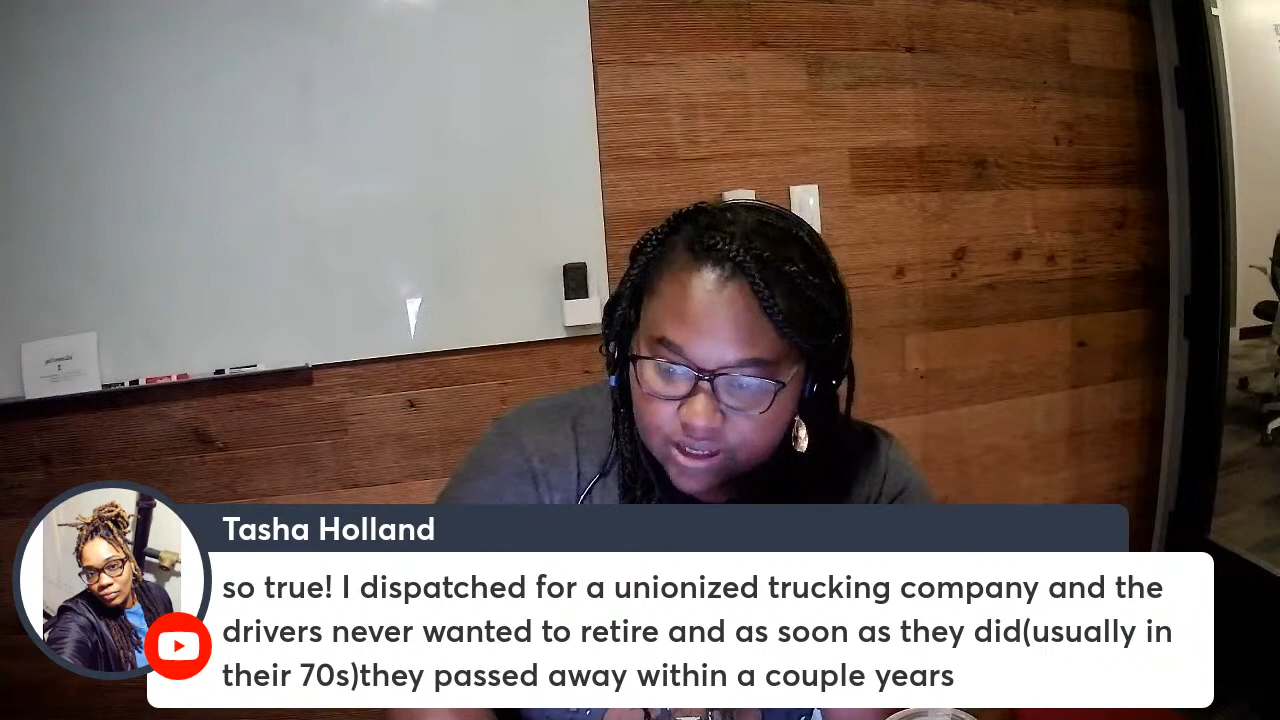 Tasha Holland
so true! I dispatched for a unionized trucking company and the
drivers never wanted to retire and as soon as they did(usually in
their 70s)they passed away within a couple years